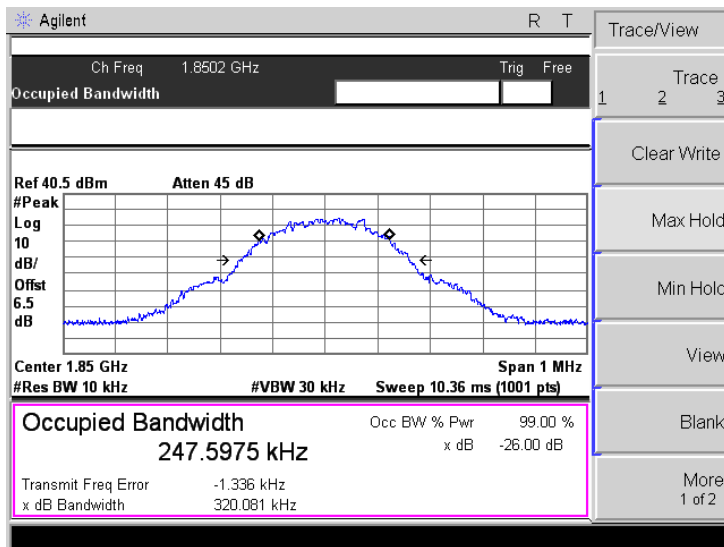 Agilent R T
Trace/View
Ch Freq 1.8502 GHz Trig Free
Occupied Bandwidth
Trace
1 2 3
Clear Write
Max Hold
Min Hold
View
Blank
More
1 of 2
Ref 40.5 dBm Atten 45 dB
#Peak
Log
10
dB/
Offst
6.5
dB
Center 1.85 GHz Span 1 MHz
#Res BW 10 kHz #VBW 30 kHz Sweep 10.36 ms (1001 pts)
Occupied Bandwidth Occ BW % Pwr 99.00 %
247.5975 kHz x dB -26.00 dB
Transmit Freq Error -1.336 kHz
x dB Bandwidth 320.081 kHz